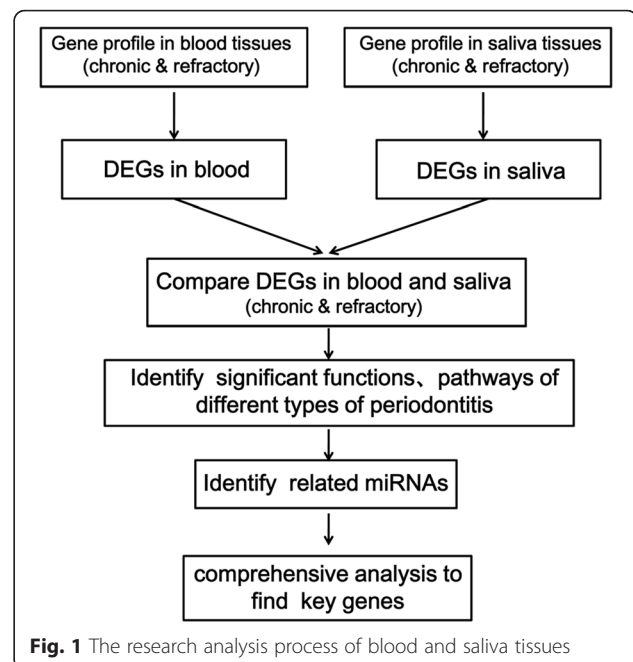 Gene profile in blood tissues
(chronic & refractory)
Gene profile in saliva tissues
(chronic & refractory)
DEGs in blood
DEGs in saliva
Compare DEGs in blood and saliva
(chronic & refractory)
Identify significant functions、pathways of
different types of periodontitis
Identify related miRNAs
comprehensive analysis to
find key genes
Fig. 1 The research analysis process of blood and saliva tissues